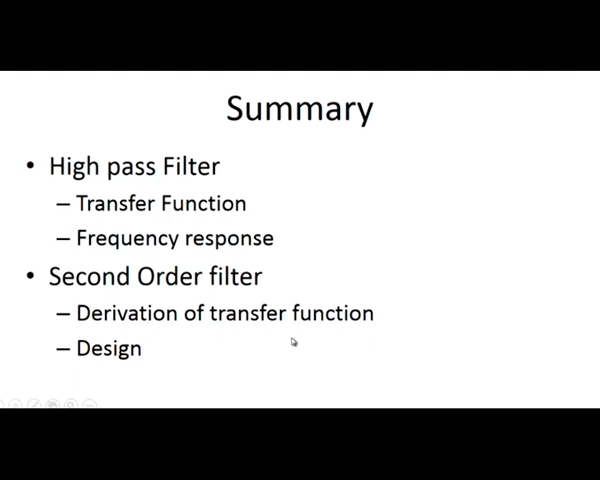 Summary
• High pass Filter
– Transfer Function
– Frequency response
• Second Order filter
– Derivation of transfer function
– Design